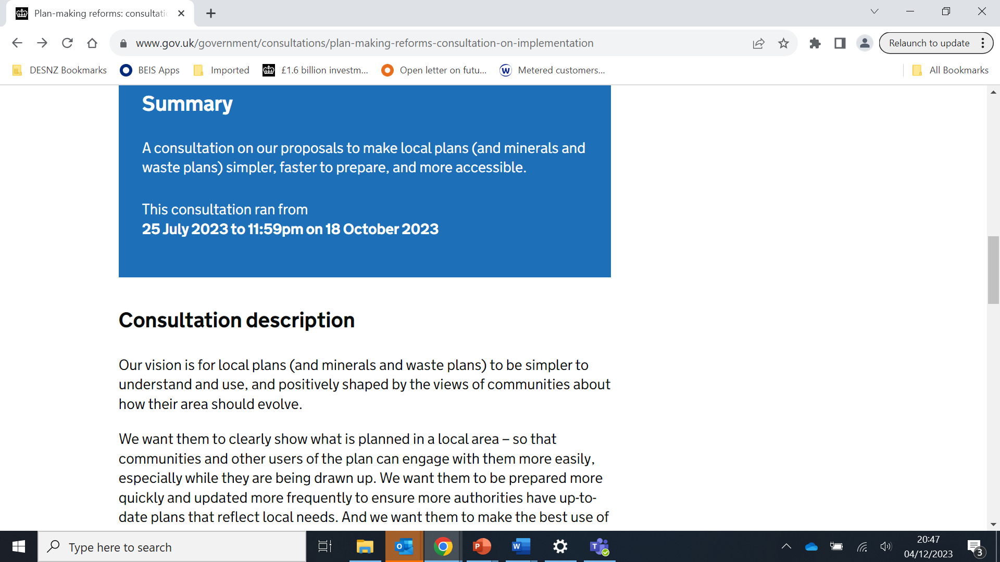 Plan-making reforms: consultatio
www.gov.uk/government/consultations/plan-making-reforms-consultation-on-implementation
Relaunch to update
DESNZ Bookmarks
BEIS Apps
Imported
£1.6 billion investm...
Open letter on futu...
W Metered customers...
All Bookmarks
Summary
A consultation on our proposals to make local plans (and minerals and
waste plans) simpler, faster to prepare, and more accessible.
This consultation ran from
25 July 2023 to 11:59pm on 18 October 2023
Consultation description
Our vision is for local plans (and minerals and waste plans) to be simpler to
understand and use, and positively shaped by the views of communities about
how their area should evolve.
We want them to clearly show what is planned in a local area – so that
communities and other users of the plan can engage with them more easily,
especially while they are being drawn up. We want them to be prepared more
quickly and updated more frequently to ensure more authorities have up-to-
date plans that reflect local needs. And we want them to make the best use of
Type here to search
20:47
04/12/2023
3